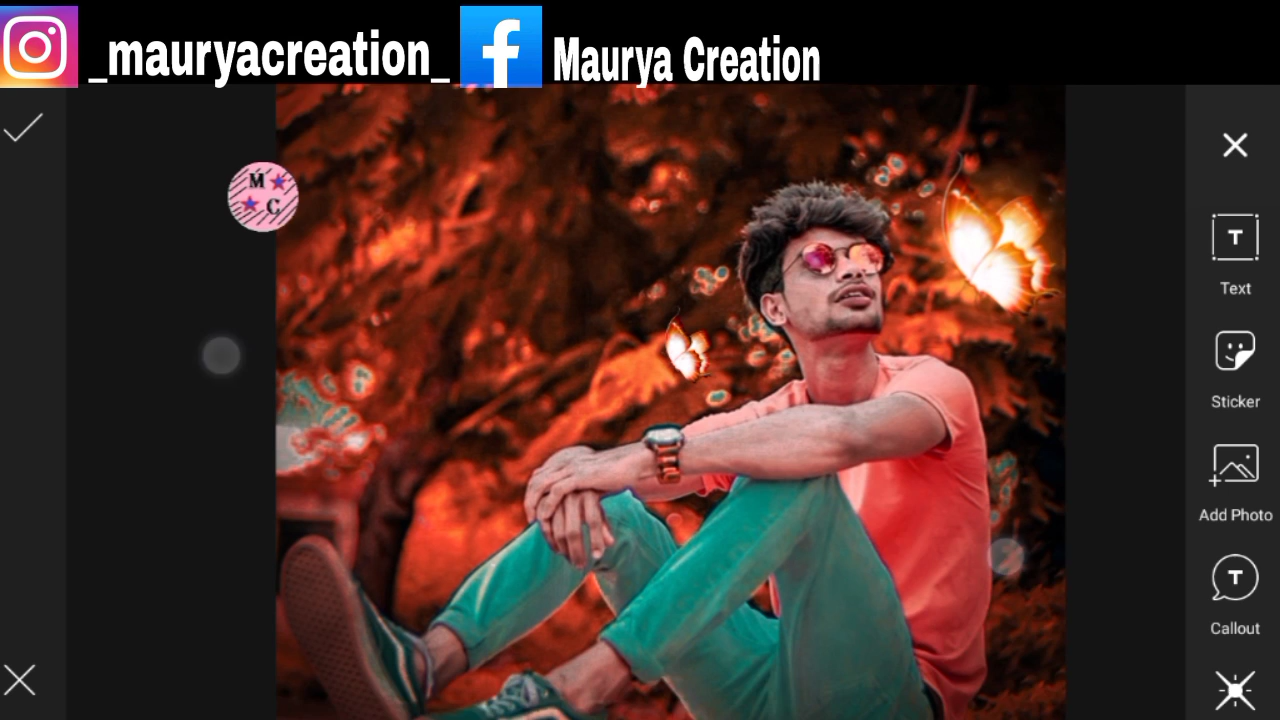 _mauryacreation_
Maurya Creation
M
C
T
Text
Sticker
Add Photo
T
Callout